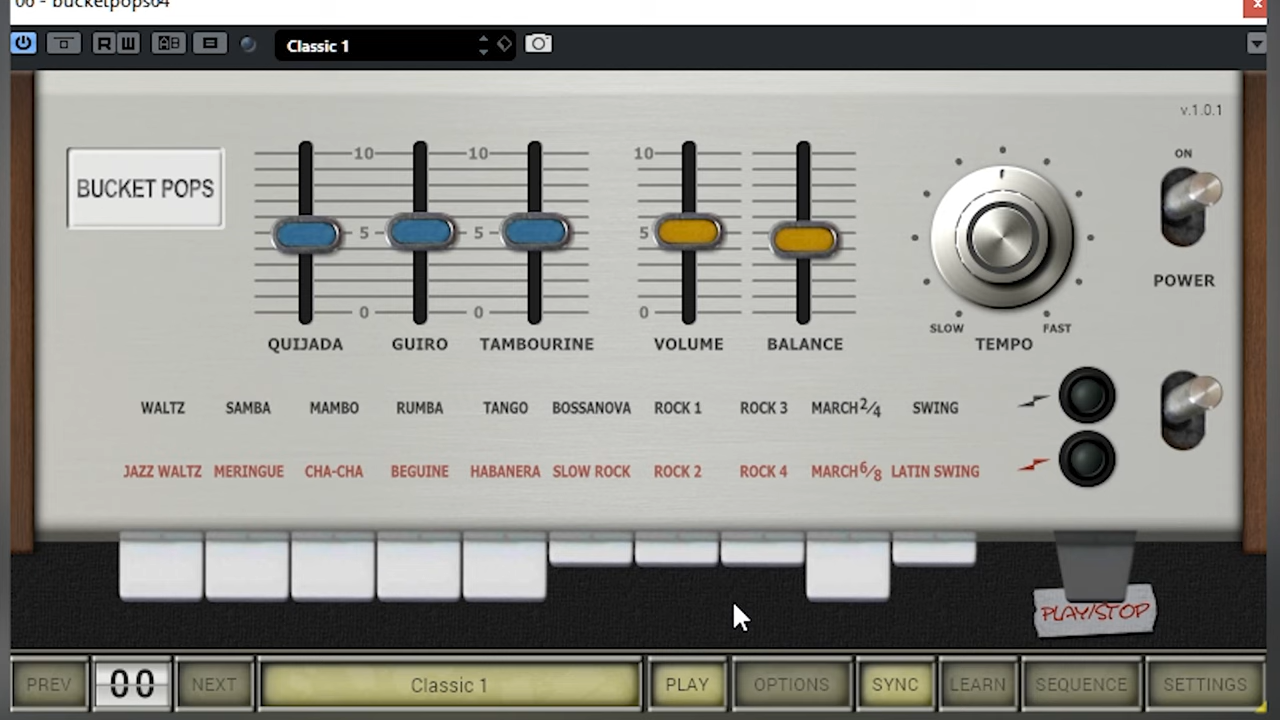 06 - bucketpops64
R W A B
Classic 1
v.1.0.1
BUCKET POPS
10 10 10
5 5 5
0 0 0
ON
POWER
QUIJADA GUIRO TAMBOURINE VOLUME BALANCE
SLOW FAST
TEMPO
WALTZ SAMBA MAMBO RUMBA TANGO BOSSANOVA ROCK 1 ROCK 3 MARCH 2/4 SWING
JAZZ WALTZ MERINGUE CHA-CHA BEGUINE HABANERA SLOW ROCK ROCK 2 ROCK 4 MARCH 6/8 LATIN SWING
PLAY/STOP
PREV 00 NEXT Classic 1 PLAY OPTIONS SYNC LEARN SEQUENCE SETTINGS